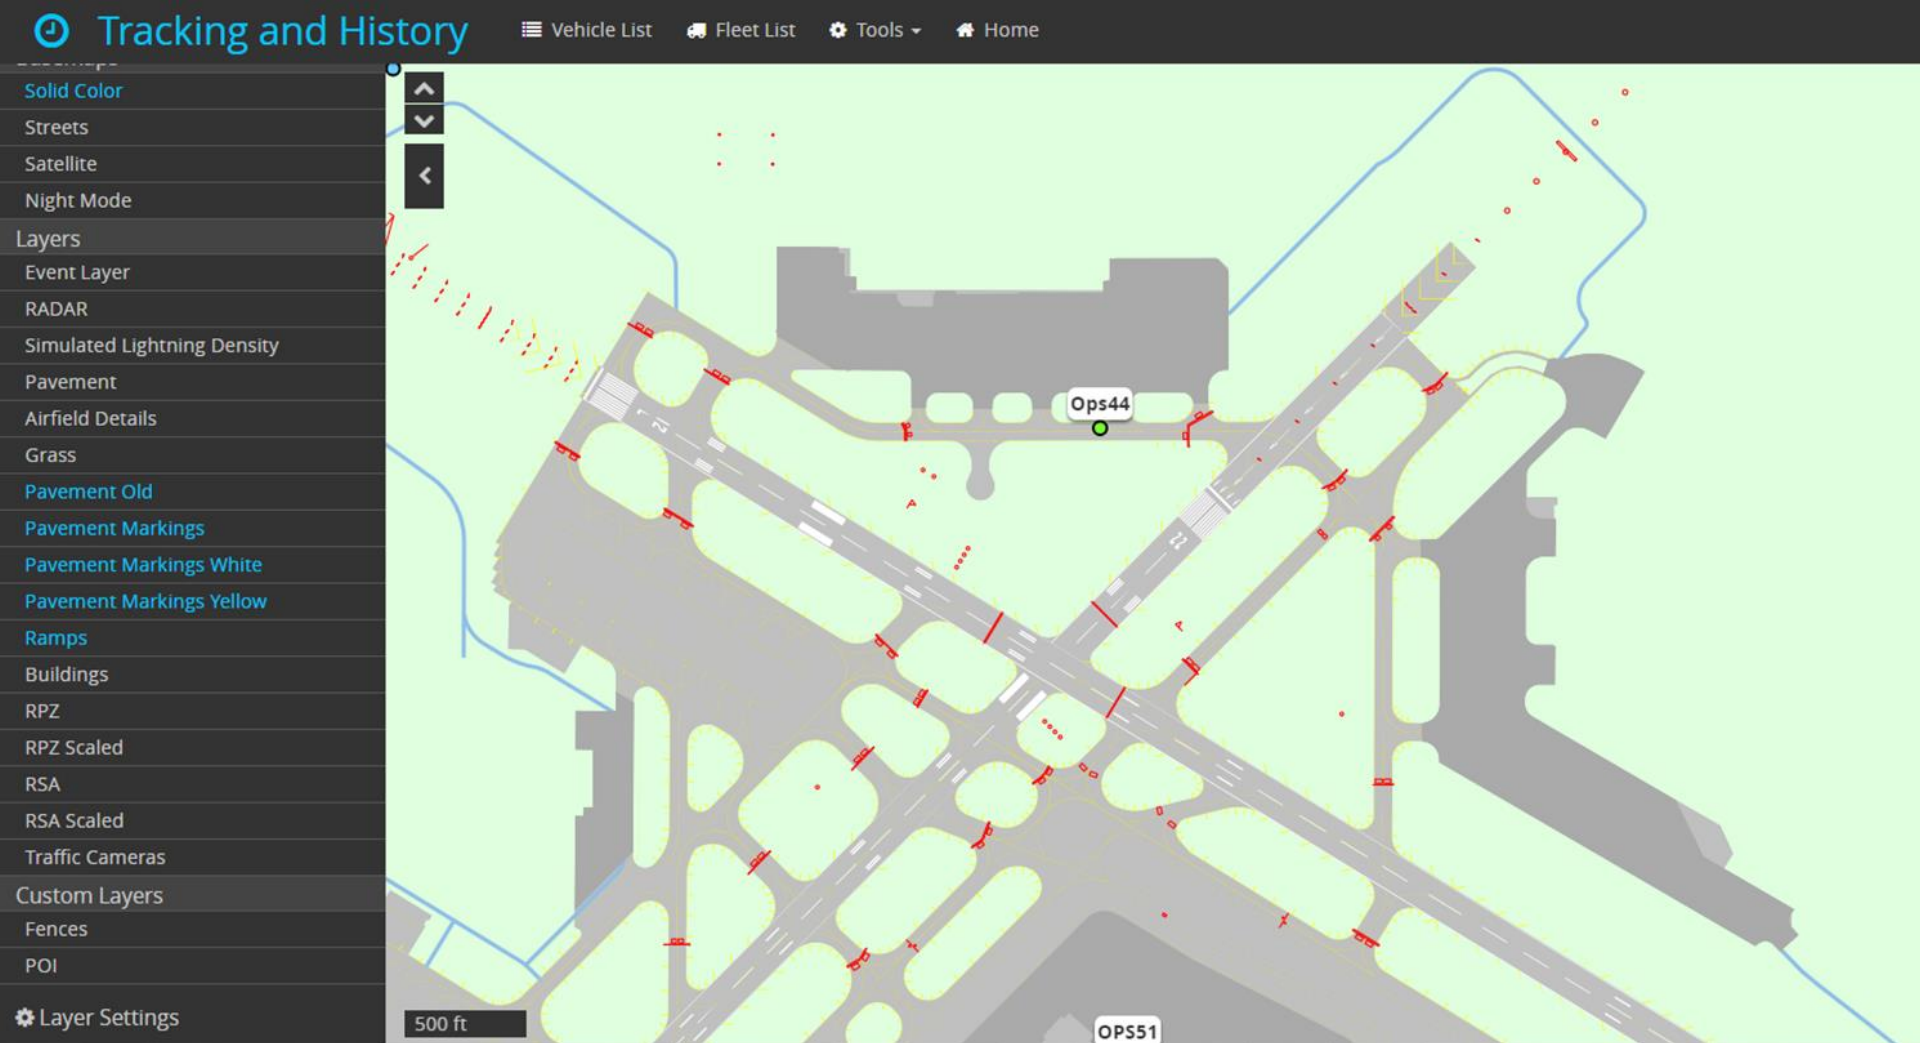 Tracking and History
Vehicle List
Fleet List
Tools
Home
Basemaps
Solid Color
Streets
Satellite
Night Mode
Layers
Event Layer
RADAR
Simulated Lightning Density
Pavement
Airfield Details
Grass
Pavement Old
Pavement Markings
Pavement Markings White
Pavement Markings Yellow
Ramps
Buildings
RPZ
RPZ Scaled
RSA
RSA Scaled
Traffic Cameras
Custom Layers
Fences
POI
Layer Settings
Ops44
22
500 ft
OPS51